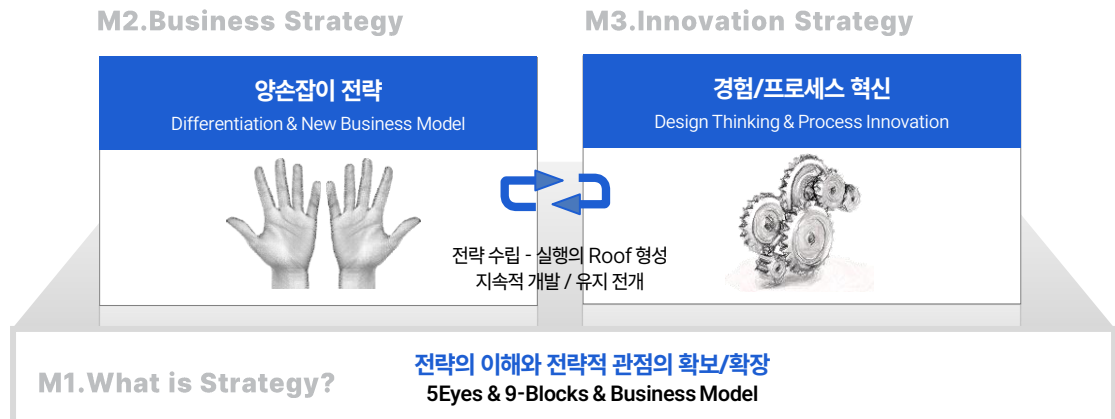 M2.Business Strategy
M3.Innovation Strategy
양손잡이 전략
Differentiation & New Business Model
경험/프로세스 혁신
Design Thinking & Process Innovation
전략 수립 - 실행의 Roof 형성
지속적 개발 / 유지 전개
M1.What is Strategy?
전략의 이해와 전략적 관점의 확보/확장
5Eyes & 9-Blocks & Business Model